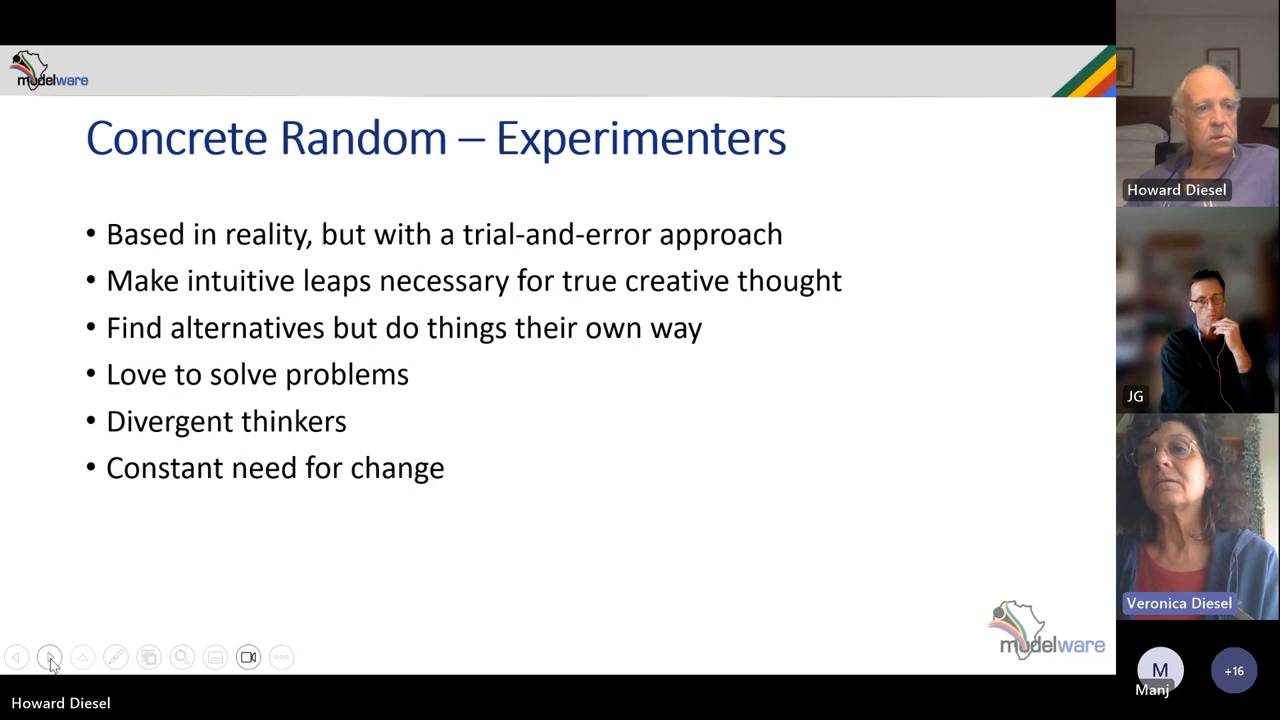 modelware
Concrete Random – Experimenters
• Based in reality, but with a trial-and-error approach
• Make intuitive leaps necessary for true creative thought
• Find alternatives but do things their own way
• Love to solve problems
• Divergent thinkers
• Constant need for change
modelware
Howard Diesel
Howard Diesel
JG
Veronica Diesel
M
Manj
+16